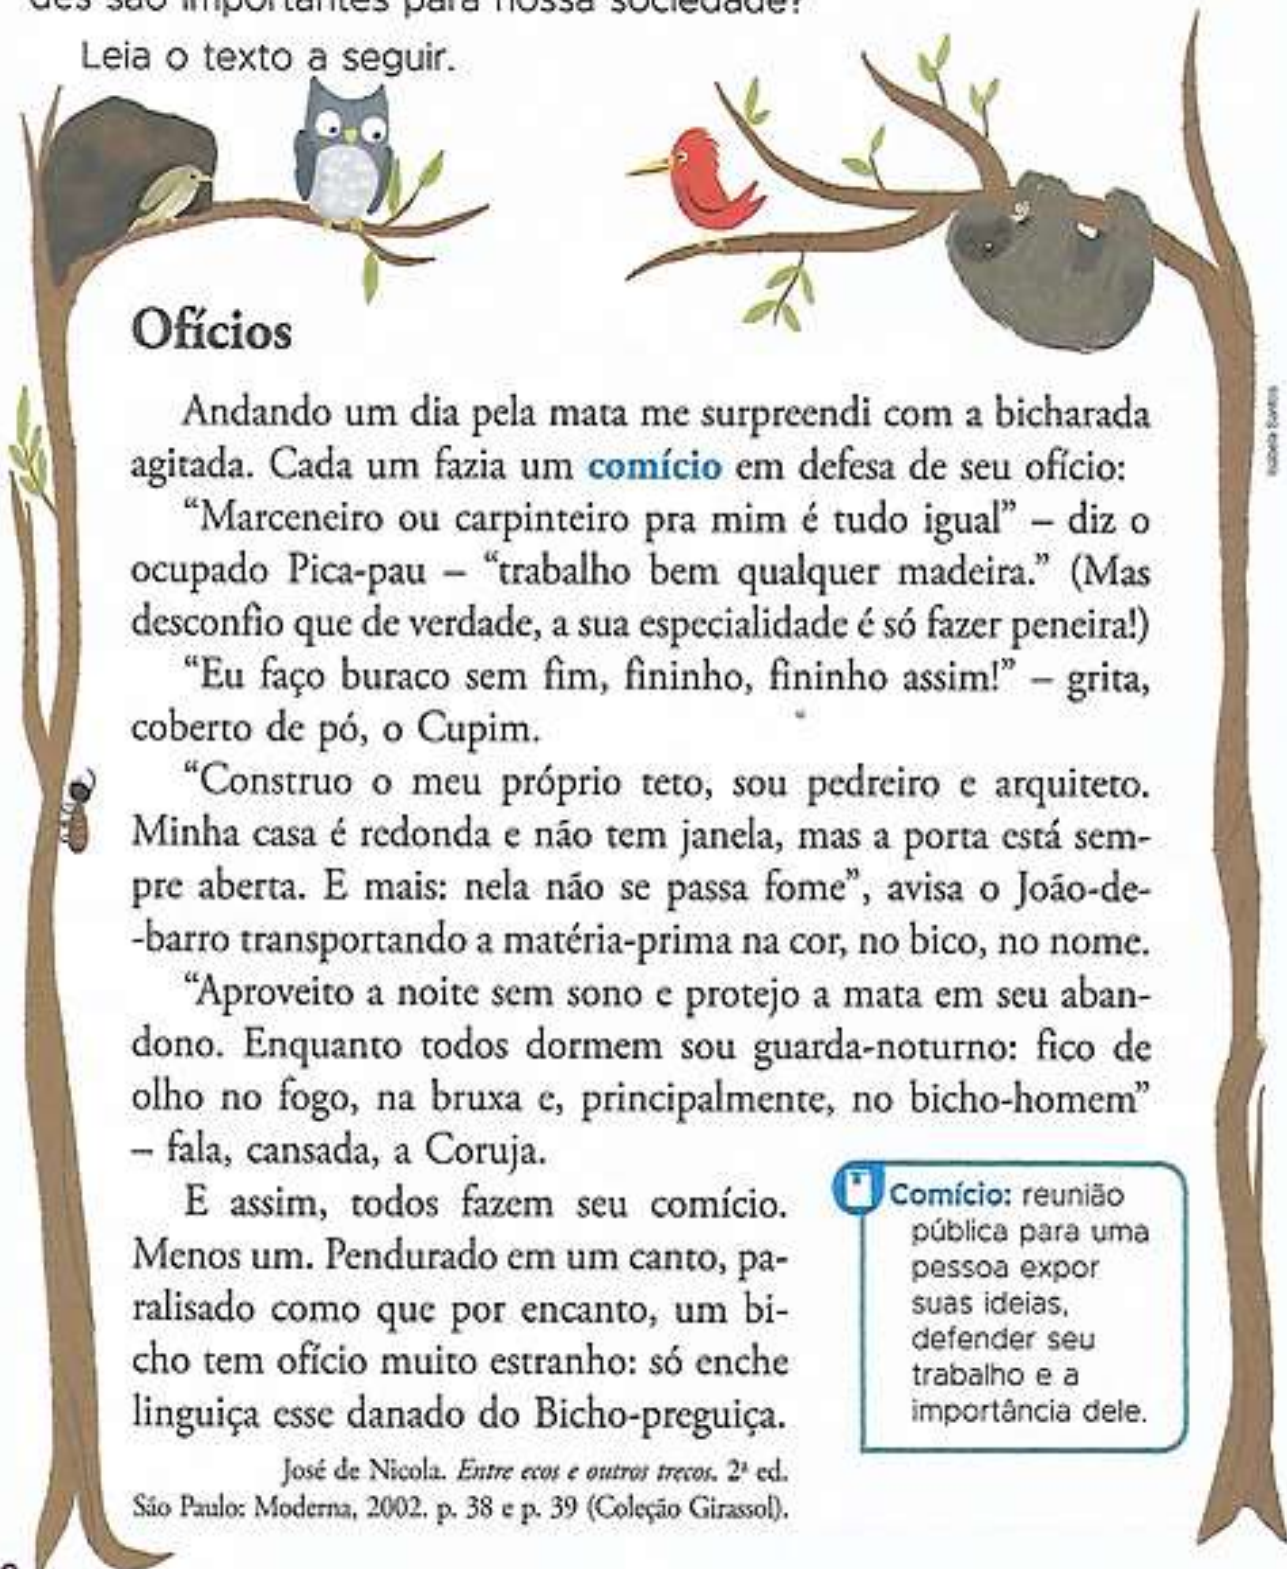 des são importantes para nossa sociedade?
Leia o texto a seguir.
Ofícios
Andando um dia pela mata me surpreendi com a bicharada
agitada. Cada um fazia um comício em defesa de seu ofício:
“Marceneiro ou carpinteiro pra mim é tudo igual” – diz o
ocupado Pica-pau – “trabalho bem qualquer madeira.” (Mas
desconfio que de verdade, a sua especialidade é só fazer peneira!)
“Eu faço buraco sem fim, fininho, fininho assim!” – grita,
coberto de pó, o Cupim.
“Construo o meu próprio teto, sou pedreiro e arquiteto.
Minha casa é redonda e não tem janela, mas a porta está sem-
pre aberta. E mais: nela não se passa fome”, avisa o João-de-
-barro transportando a matéria-prima na cor, no bico, no nome.
“Aproveito a noite sem sono e protejo a mata em seu aban-
dono. Enquanto todos dormem sou guarda-noturno: fico de
olho no fogo, na bruxa e, principalmente, no bicho-homem”
– fala, cansada, a Coruja.
E assim, todos fazem seu comício.
Menos um. Pendurado em um canto, pa-
ralisado como que por encanto, um bi-
cho tem ofício muito estranho: só enche
linguiça esse danado do Bicho-preguiça.
José de Nicola. Entre ecos e outros trecos. 2ª ed.
São Paulo: Moderna, 2002. p. 38 e p. 39 (Coleção Girassol).
Comício: reunião
pública para uma
pessoa expor
suas ideias,
defender seu
trabalho e a
importância dele.